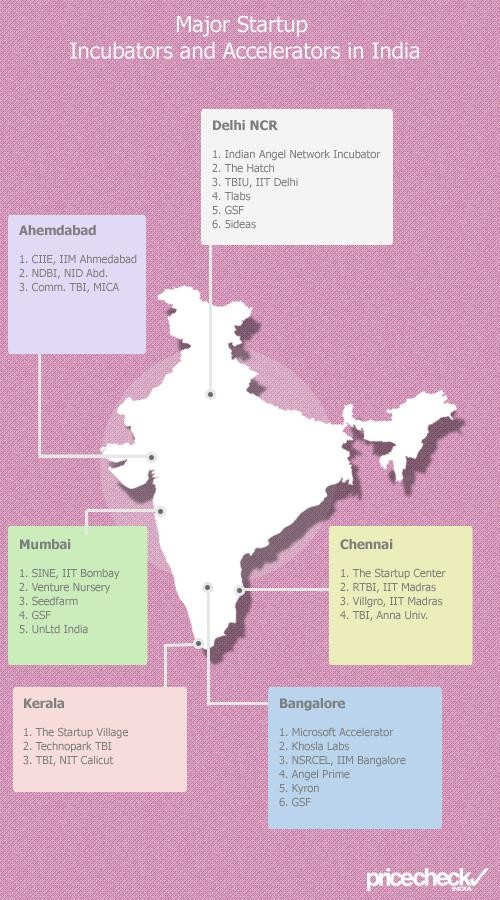 Major Startup
Incubators and Accelerators in India
Delhi NCR
1. Indian Angel Network Incubator
2. The Hatch
3. TBIU, IIT Delhi
4. Tlabs
5. GSF
6. 5ideas
Ahemdabad
1. CIIE, IIM Ahmedabad
2. NDBI, NID Abd.
3. Comm. TBI, MICA
Mumbai
1. SINE, IIT Bombay
2. Venture Nursery
3. Seedfarm
4. GSF
5. UnLtd India
Chennai
1. The Startup Center
2. RTBI, IIT Madras
3. Villgro, IIT Madras
4. TBI, Anna Univ.
Kerala
1. The Startup Village
2. Technopark TBI
3. TBI, NIT Calicut
Bangalore
1. Microsoft Accelerator
2. Khosla Labs
3. NSRCEL, IIM Bangalore
4. Angel Prime
5. Kyron
6. GSF
pricecheck
INDIA